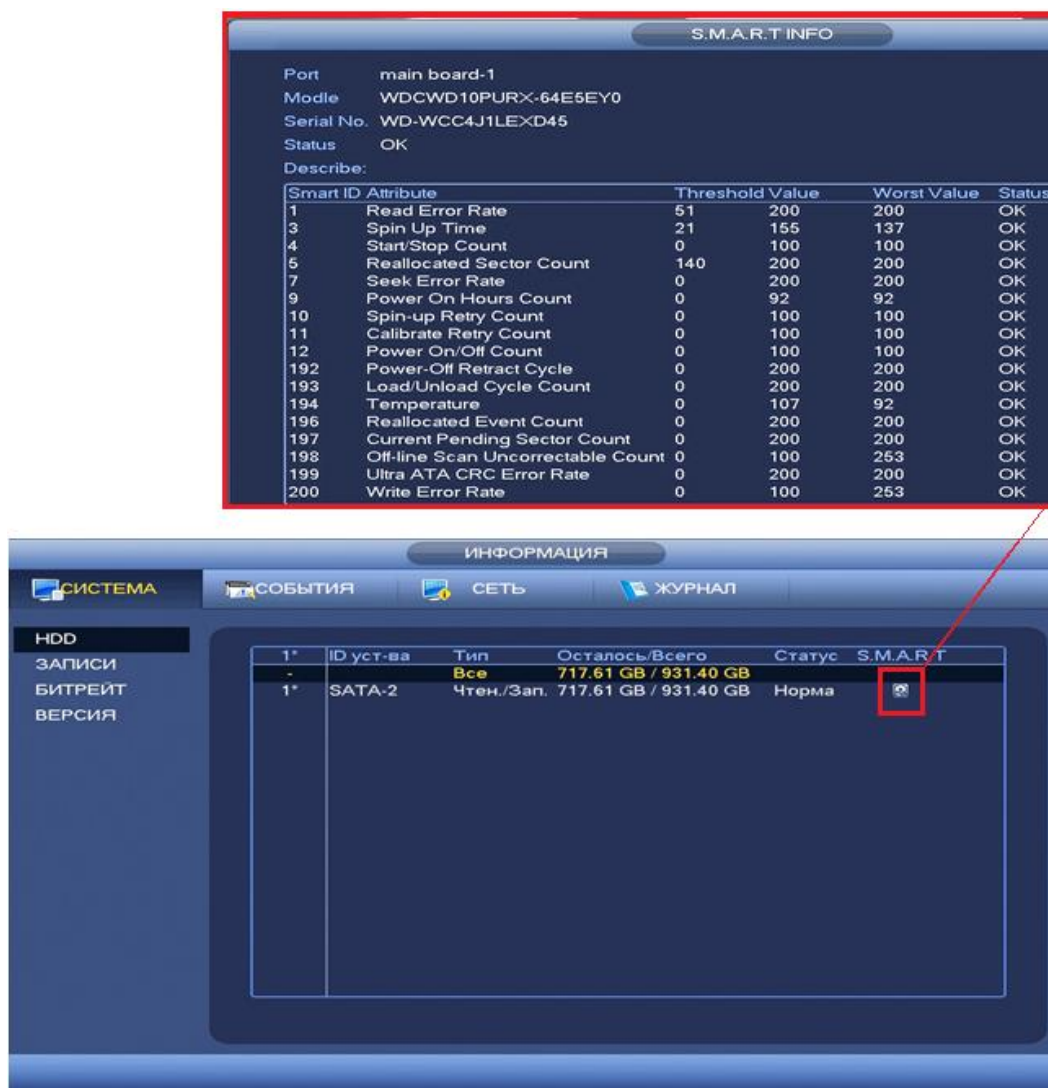 S.M.A.R.T INFO
Port main board-1
Modle WDCWD10PURX-64E5EY0
Serial No. WD-WCC4J1LEXD45
Status OK
Describe:
Smart ID Attribute Threshold Value Worst Value Status
1 Read Error Rate 51 200 200 OK
3 Spin Up Time 21 155 137 OK
4 Start/Stop Count 0 100 100 OK
5 Reallocated Sector Count 140 200 200 OK
7 Seek Error Rate 0 200 200 OK
9 Power On Hours Count 0 92 92 OK
10 Spin-up Retry Count 0 100 100 OK
11 Calibrate Retry Count 0 100 100 OK
12 Power On/Off Count 0 100 100 OK
192 Power-Off Retract Cycle 0 200 200 OK
193 Load/Unload Cycle Count 0 200 200 OK
194 Temperature 0 107 92 OK
196 Reallocated Event Count 0 200 200 OK
197 Current Pending Sector Count 0 200 200 OK
198 Off-line Scan Uncorrectable Count 0 100 253 OK
199 Ultra ATA CRC Error Rate 0 200 200 OK
200 Write Error Rate 0 100 253 OK
ИНФОРМАЦИЯ
СИСТЕМА СОБЫТИЯ СЕТЬ ЖУРНАЛ
HDD
ЗАПИСИ
БИТРЕЙТ
ВЕРСИЯ
1* ID уст-ва Тип Осталось/Всего Статус S.M.A.R.T
- Все 717.61 GB / 931.40 GB
1* SATA-2 Чтен./Зап. 717.61 GB / 931.40 GB Норма